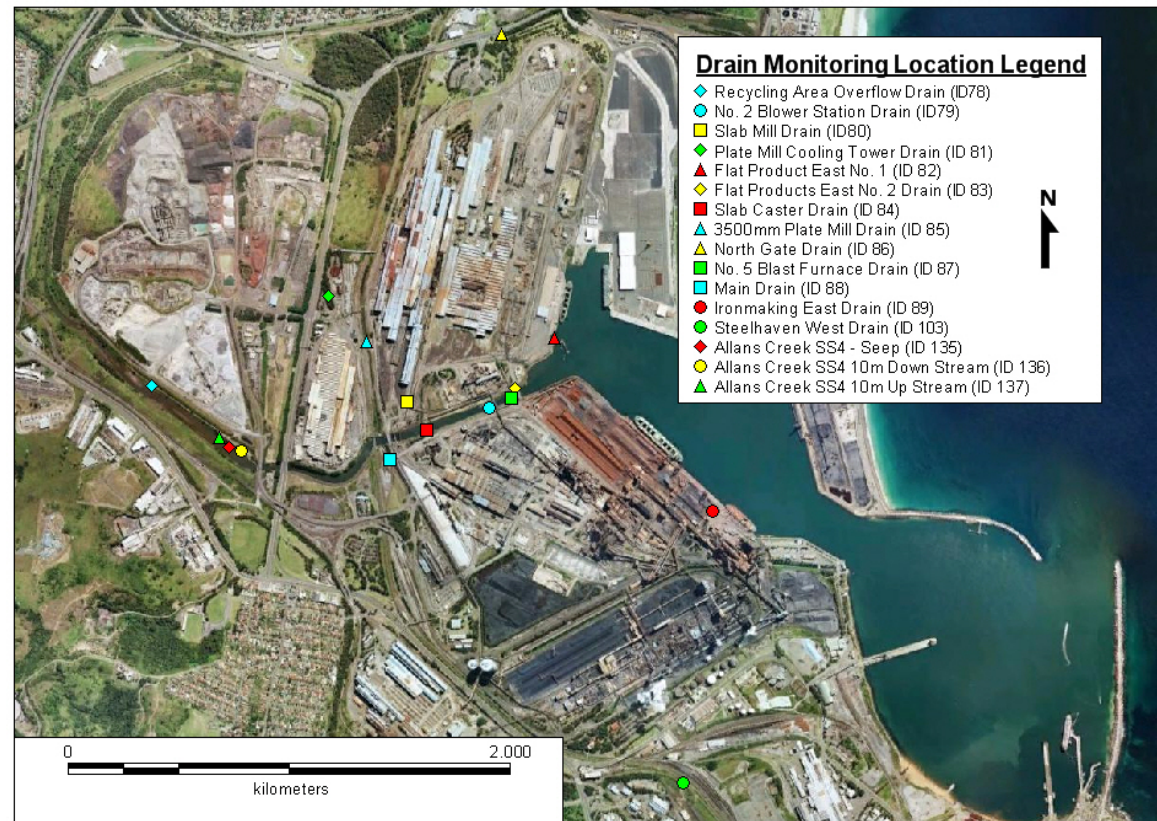 Drain Monitoring Location Legend
Recycling Area Overflow Drain (ID78)
No. 2 Blower Station Drain (ID79)
Slab Mill Drain (ID80)
Plate Mill Cooling Tower Drain (ID 81)
Flat Product East No. 1 (ID 82)
Flat Products East No. 2 Drain (ID 83)
Slab Caster Drain (ID 84)
3500mm Plate Mill Drain (ID 85)
North Gate Drain (ID 86)
No. 5 Blast Furnace Drain (ID 87)
Main Drain (ID 88)
Ironmaking East Drain (ID 89)
Steelhaven West Drain (ID 103)
Allans Creek SS4 - Seep (ID 135)
Allans Creek SS4 10m Down Stream (ID 136)
Allans Creek SS4 10m Up Stream (ID 137)
N
0 2.000
kilometers